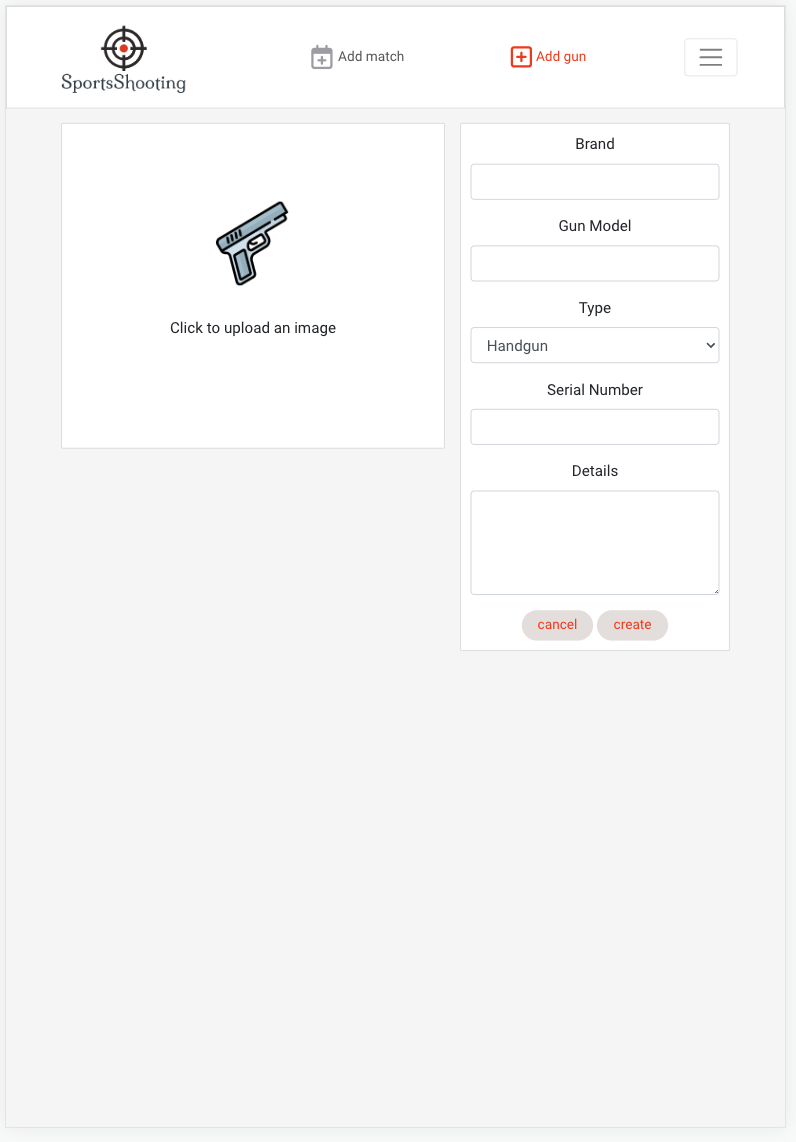 SportsShooting
Add match
Add gun
Click to upload an image
Brand
Gun Model
Type
Handgun
Serial Number
Details
cancel
create